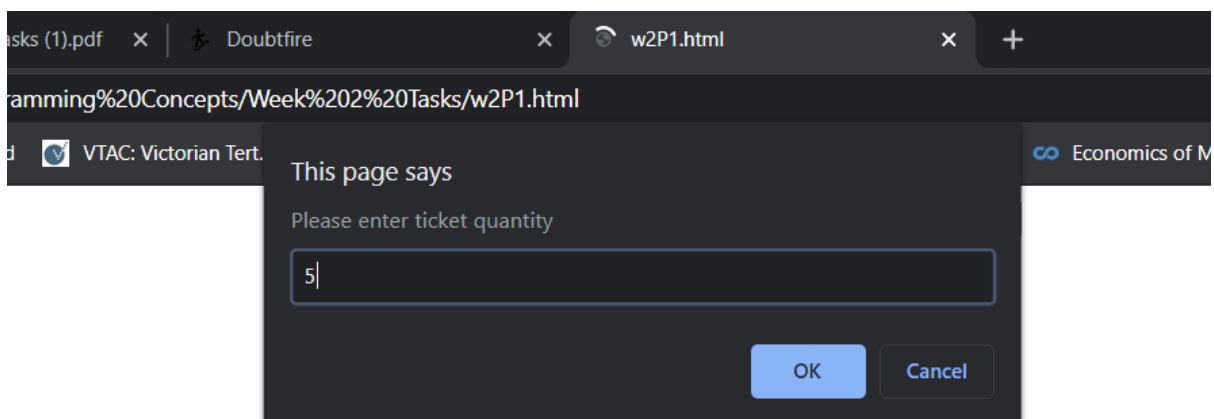 asks (1).pdf Doubtfire w2P1.html
ramming%20Concepts/Week%202%20Tasks/w2P1.html
d VTAC: Victorian Tert. Economics of M
This page says
Please enter ticket quantity
5
OK Cancel